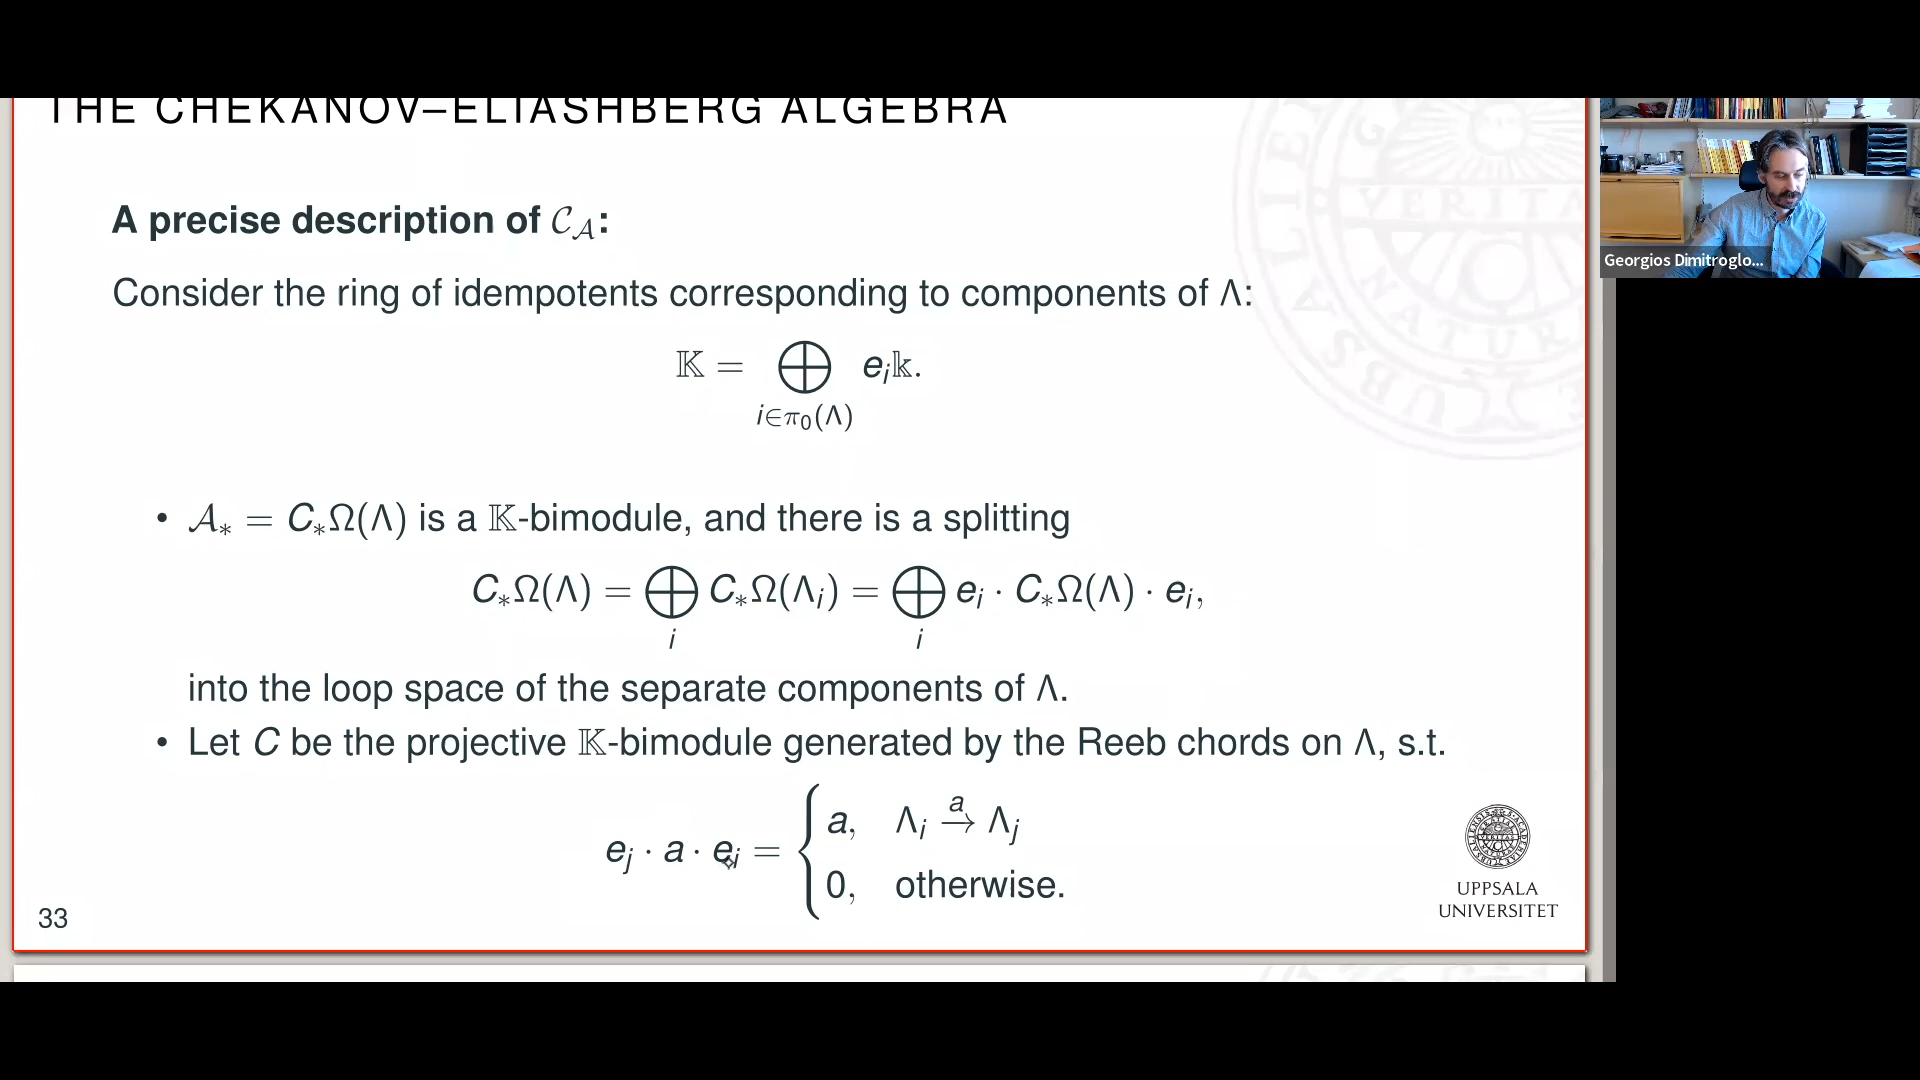 THE CHEKANOV–ELIASHBERG ALGEBRA
A precise description of 𝒞_𝒜:
Consider the ring of idempotents corresponding to components of Λ:
𝕂 = ⨁_{i∈π₀(Λ)} e_i𝕜.
• 𝒜_* = C_*Ω(Λ) is a 𝕂-bimodule, and there is a splitting
C_*Ω(Λ) = ⨁_i C_*Ω(Λ_i) = ⨁_i e_i · C_*Ω(Λ) · e_i,
into the loop space of the separate components of Λ.
• Let C be the projective 𝕂-bimodule generated by the Reeb chords on Λ, s.t.
e_j · a · e_i = { a, Λ_i →^a Λ_j
0, otherwise.
33
UPPSALA
UNIVERSITET
Georgios Dimitroglo...